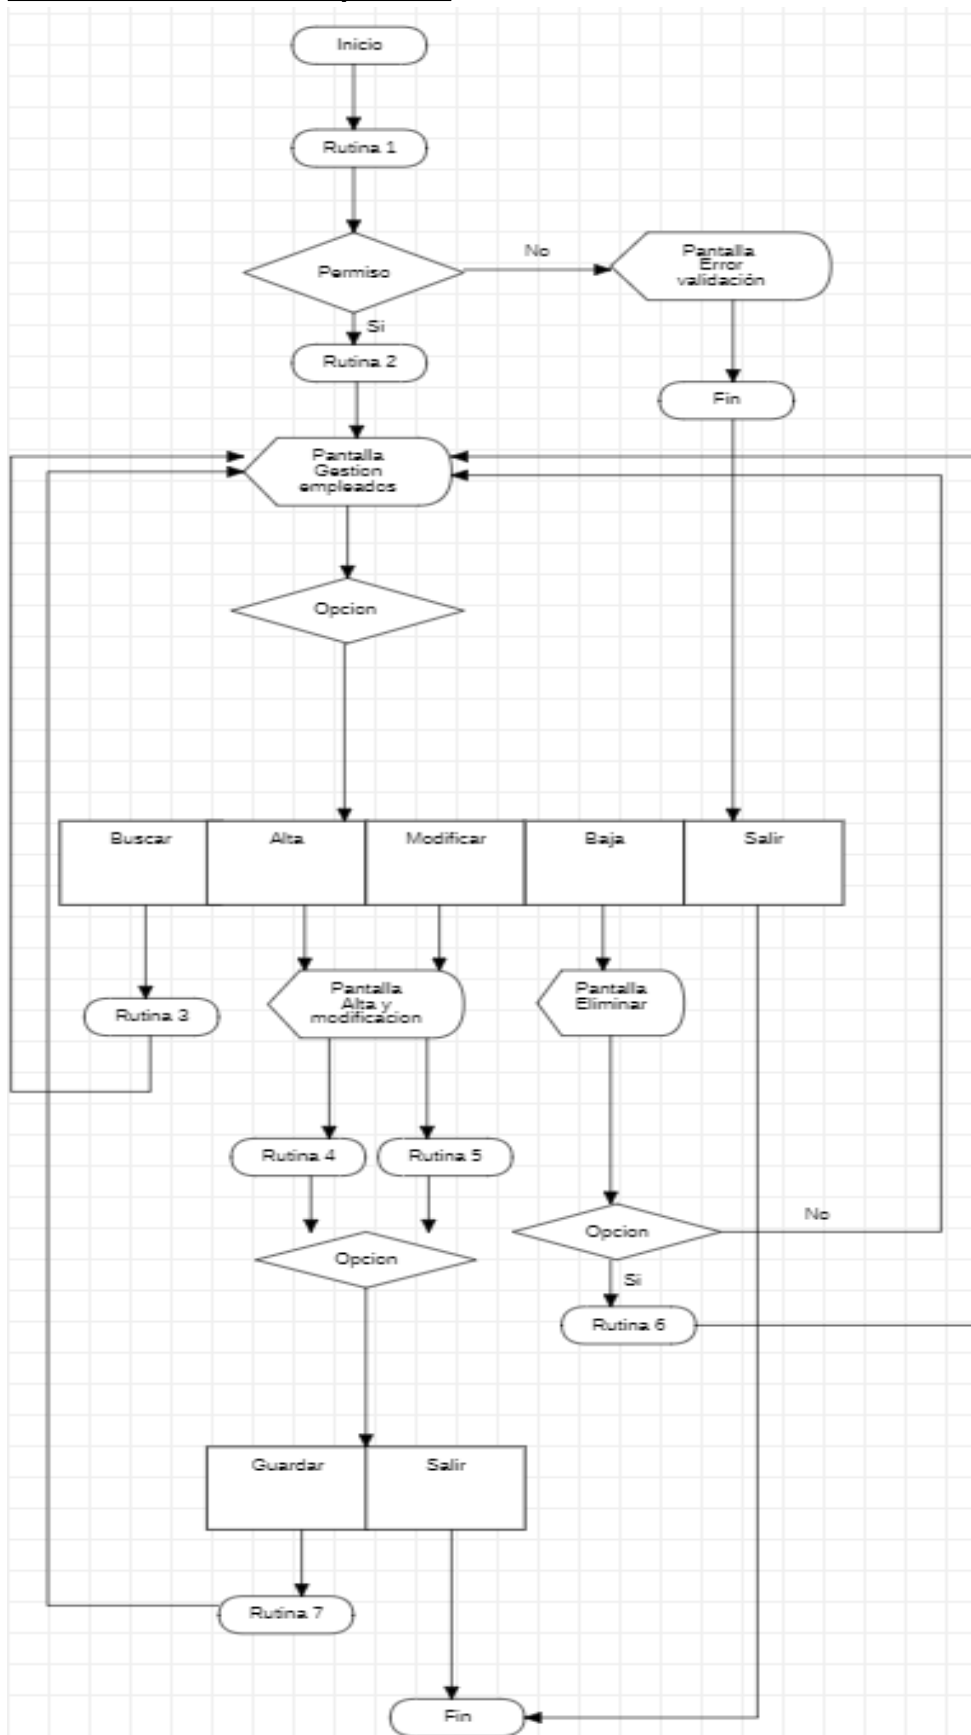 Inicio
Rutina 1
Permiso
No
Pantalla
Error
validación
Si
Rutina 2
Fin
Pantalla
Gestion
empleados
Opcion
Buscar
Alta
Modificar
Baja
Salir
Pantalla
Alta y
modificacion
Pantalla
Eliminar
Rutina 3
Rutina 4
Rutina 5
Opcion
No
Opcion
Si
Rutina 6
Guardar
Salir
Rutina 7
Fin